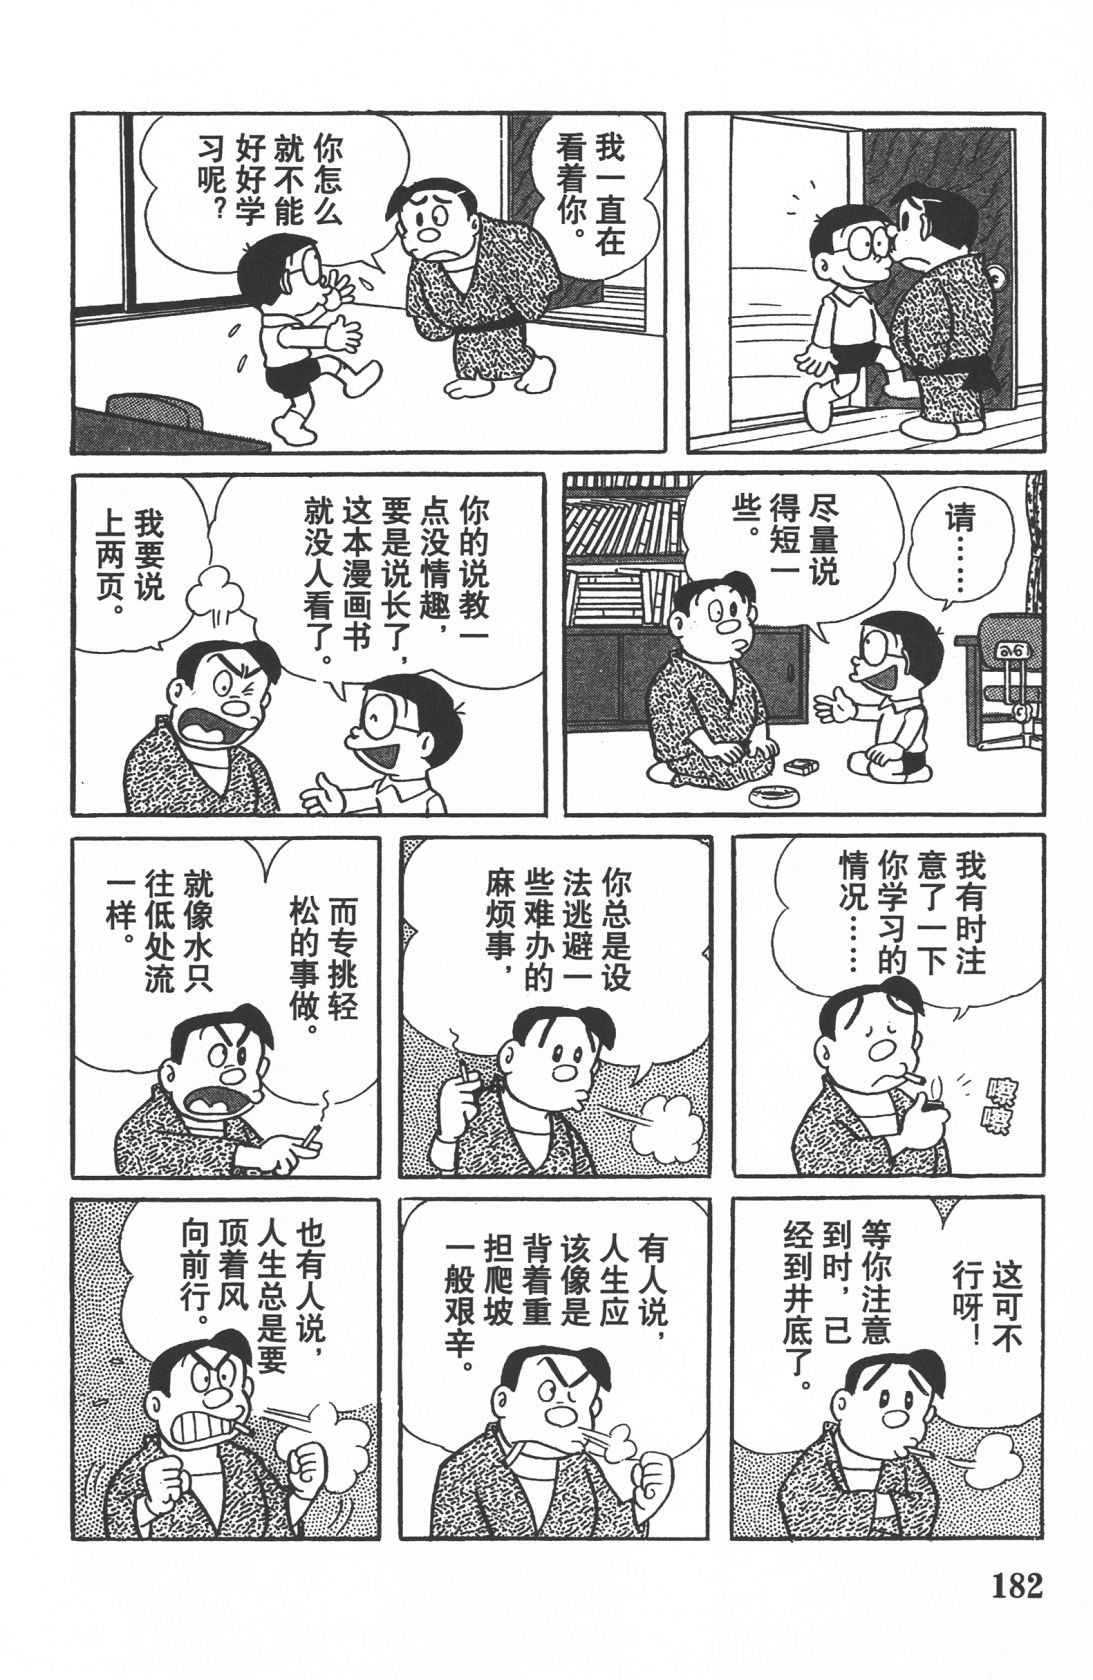 我一直在
看着你。
你怎么
就不能
好好学
习呢？
请……
尽量说
得短一
些。
你的说教一
点没情趣，
要是说长了，
这本漫画书
就没人看了。
我要说
上两页。
我有时注
意了一下
你学习的
情况……
嚓嚓
你总是设
法逃避一
些难办的
麻烦事，
而专挑轻
松的事做。
就像水只
往低处流
一样。
这可不
行呀！
等你注意
到时，已
经到井底了。
有人说，
人生应
该像是
背着重
担爬坡
一般艰辛。
也有人说，
人生总是要
顶着风
向前行。
182